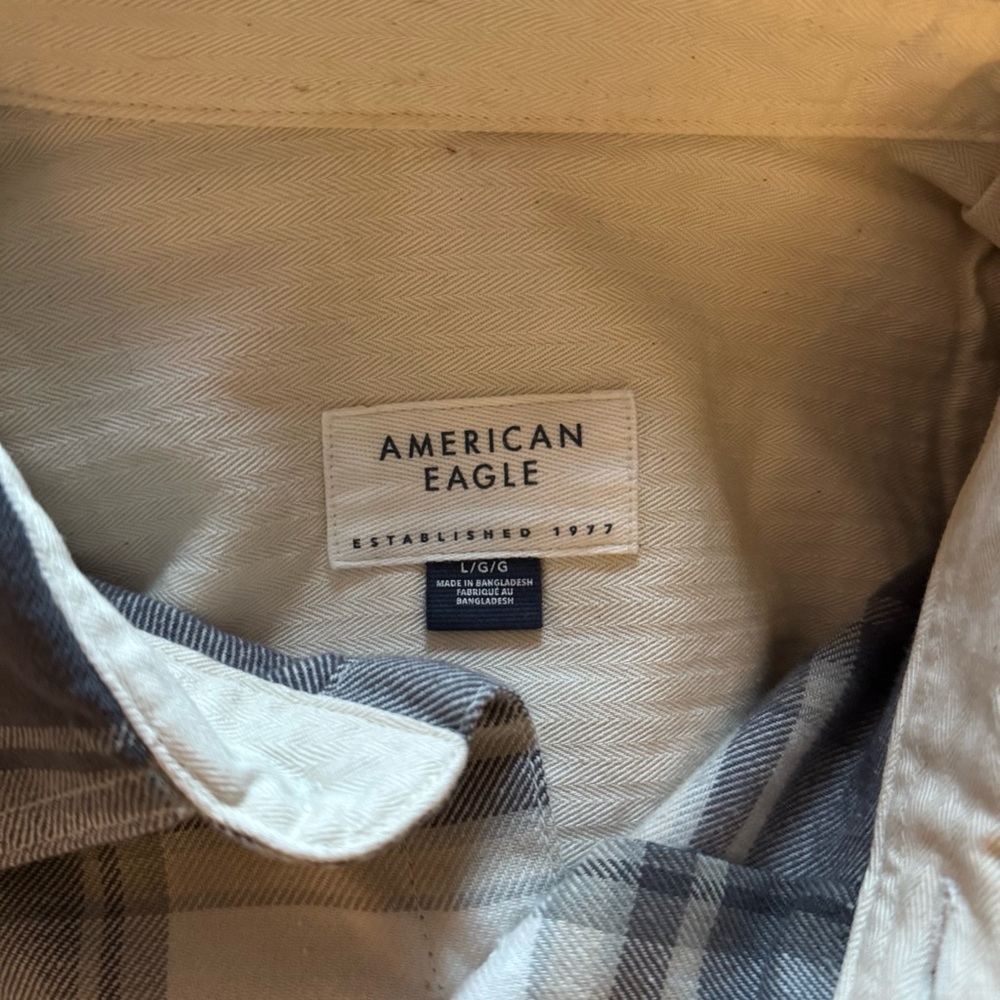 AMERICAN
EAGLE
ESTABLISHED 1977
L/G/G
MADE IN BANGLADESH
FABRIQUÉ AU
BANGLADESH